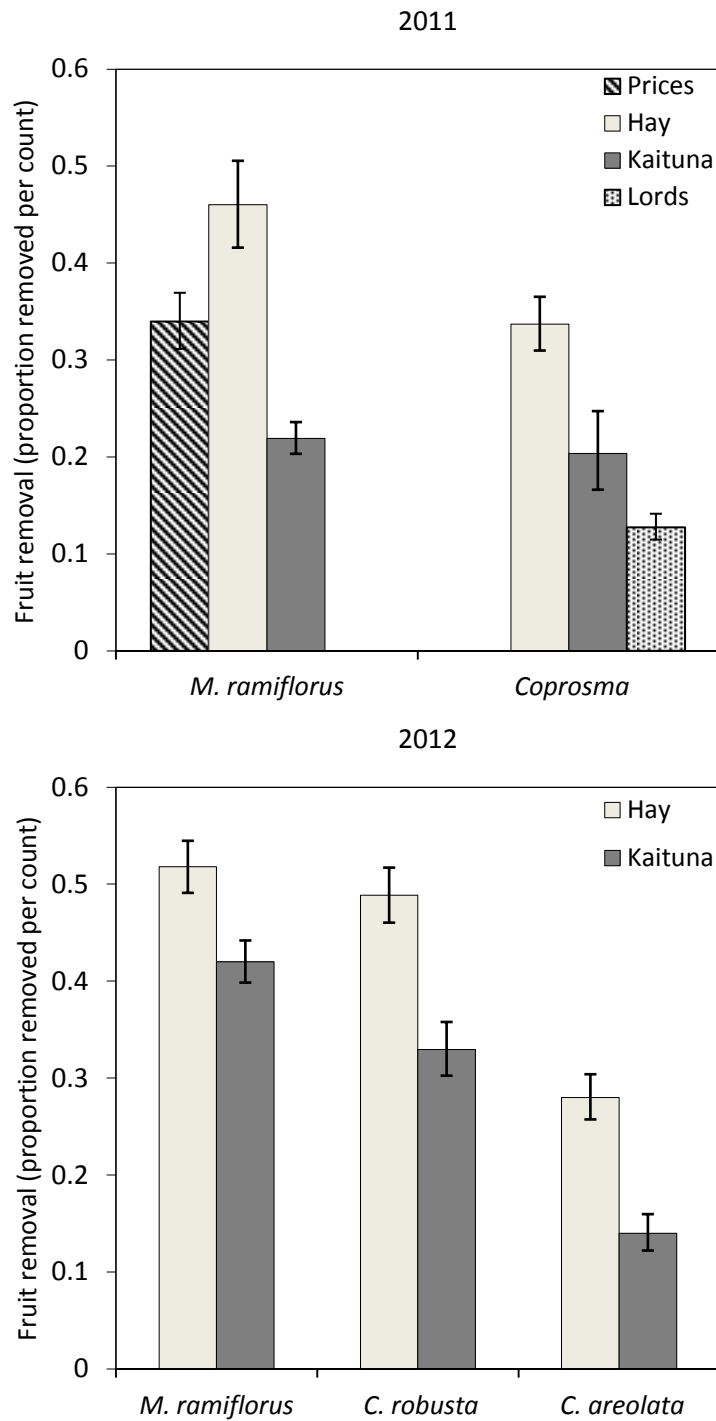 2011
Fruit removal (proportion removed per count)
0.6
0.5
0.4
0.3
0.2
0.1
0
Prices
Hay
Kaituna
Lords
M. ramiflorus Coprosma
2012
Fruit removal (proportion removed per count)
0.6
0.5
0.4
0.3
0.2
0.1
0
Hay
Kaituna
M. ramiflorus C. robusta C. areolata